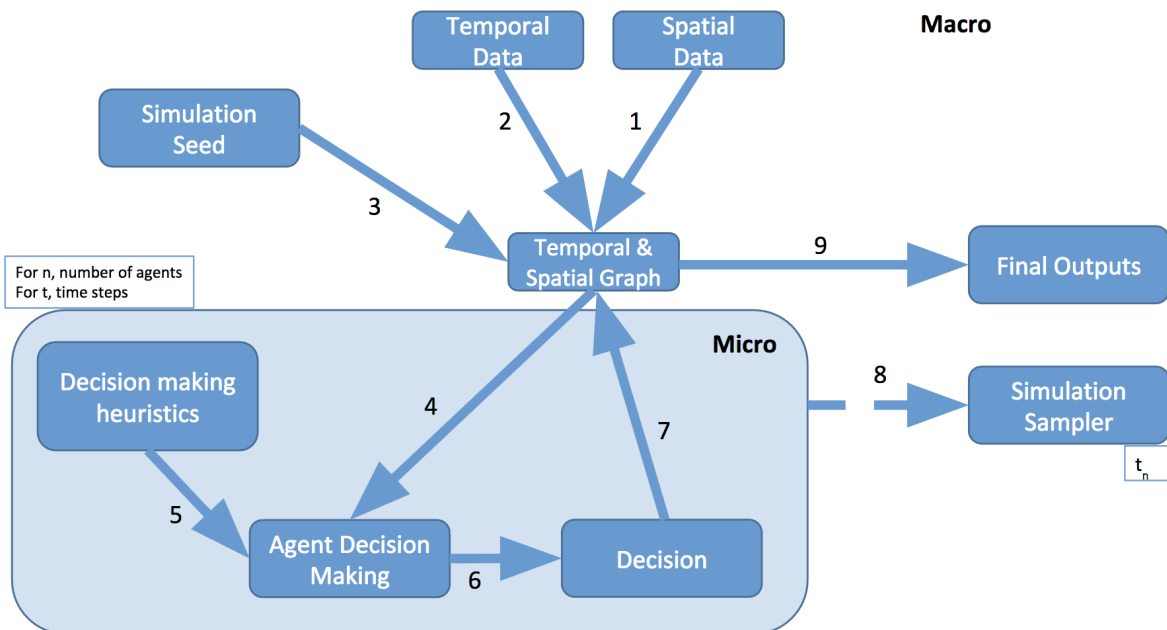 Temporal
Data
Spatial
Data
Macro
Simulation
Seed
2
1
3
Temporal &
Spatial Graph
9
Final Outputs
For n, number of agents
For t, time steps
Micro
Decision making
heuristics
4
7
8
Simulation
Sampler
tn
5
Agent Decision
Making
6
Decision